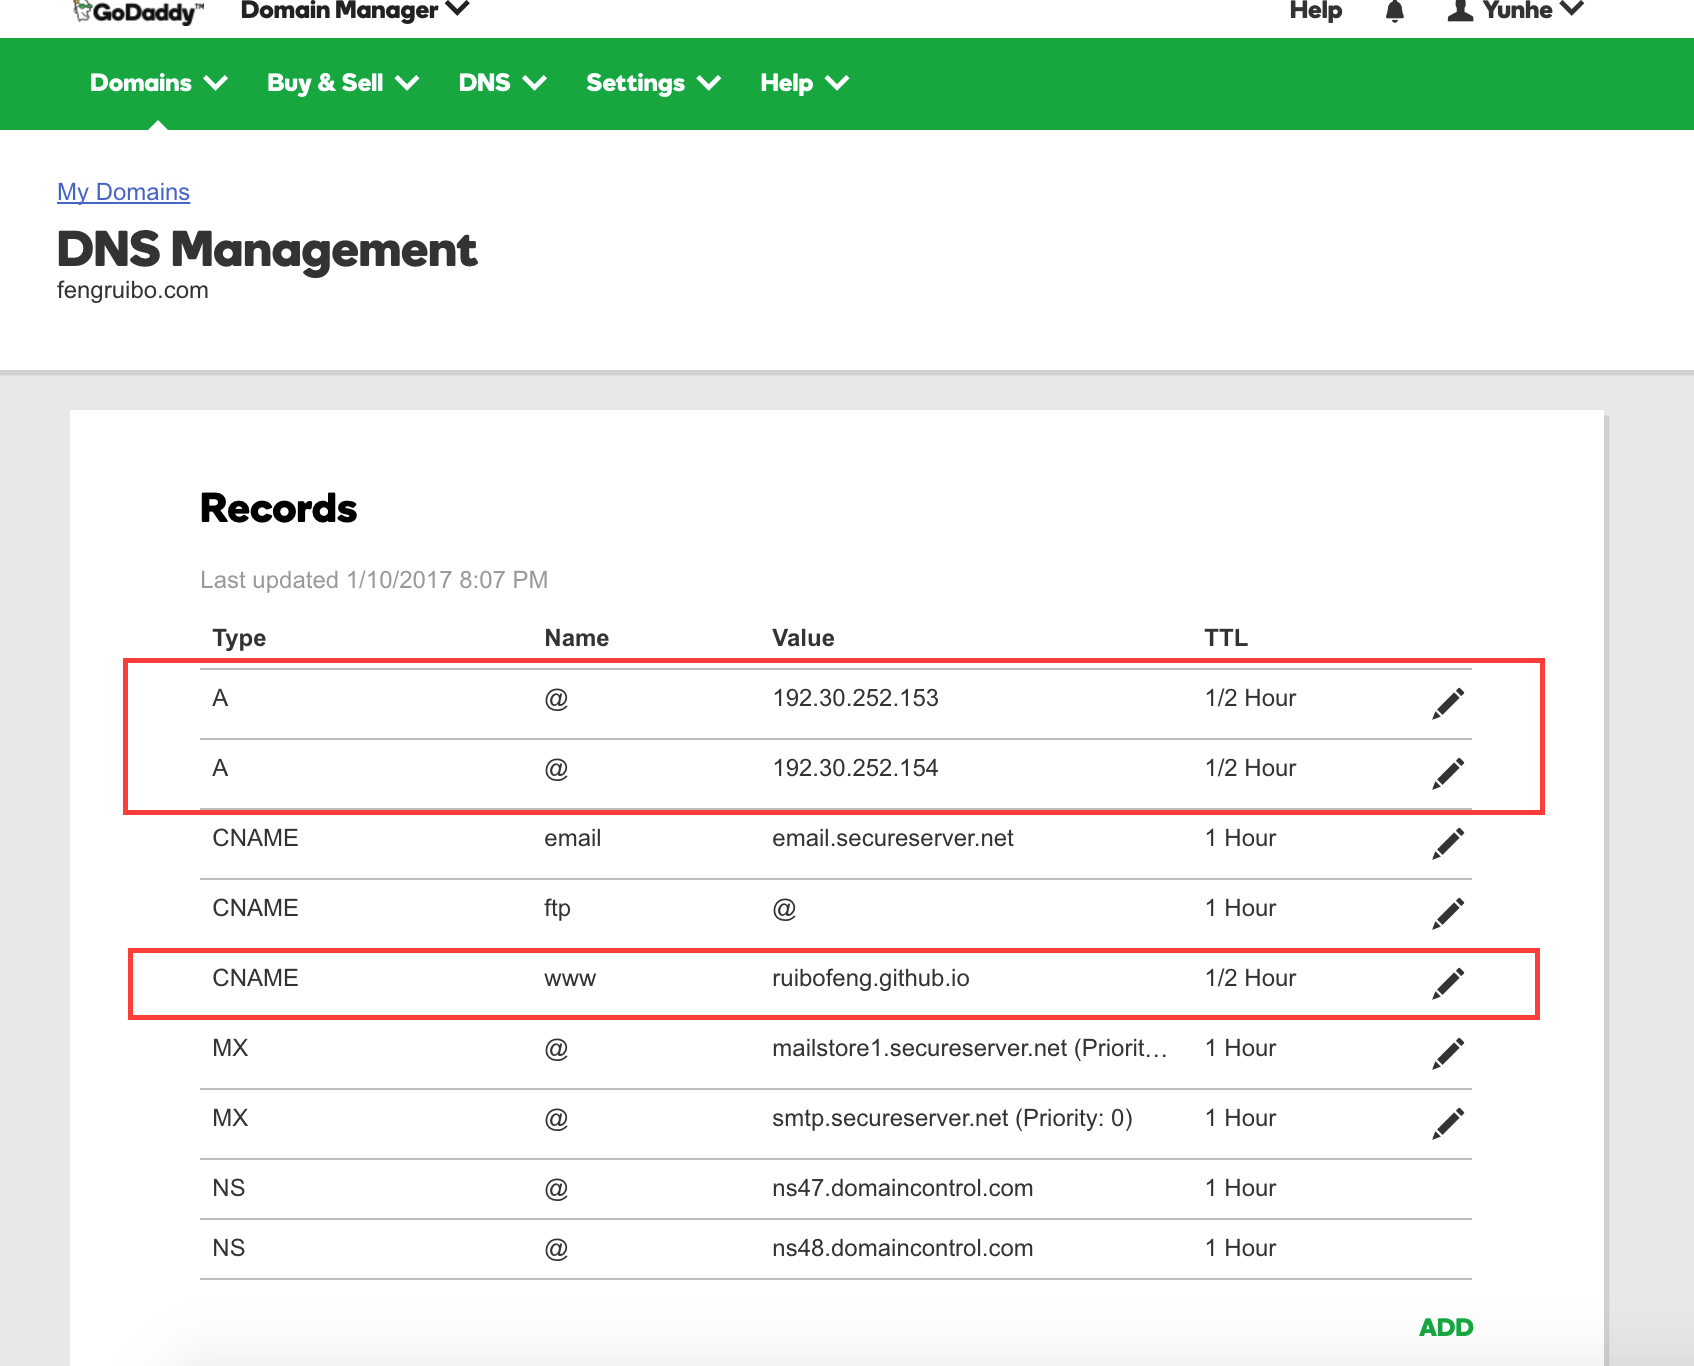 GoDaddy™ Domain Manager Help Yunhe
Domains Buy & Sell DNS Settings Help
My Domains
DNS Management
fengruibo.com
Records
Last updated 1/10/2017 8:07 PM
Type Name Value TTL
A @ 192.30.252.153 1/2 Hour
A @ 192.30.252.154 1/2 Hour
CNAME email email.secureserver.net 1 Hour
CNAME ftp @ 1 Hour
CNAME www ruibofeng.github.io 1/2 Hour
MX @ mailstore1.secureserver.net (Priorit... 1 Hour
MX @ smtp.secureserver.net (Priority: 0) 1 Hour
NS @ ns47.domaincontrol.com 1 Hour
NS @ ns48.domaincontrol.com 1 Hour
ADD